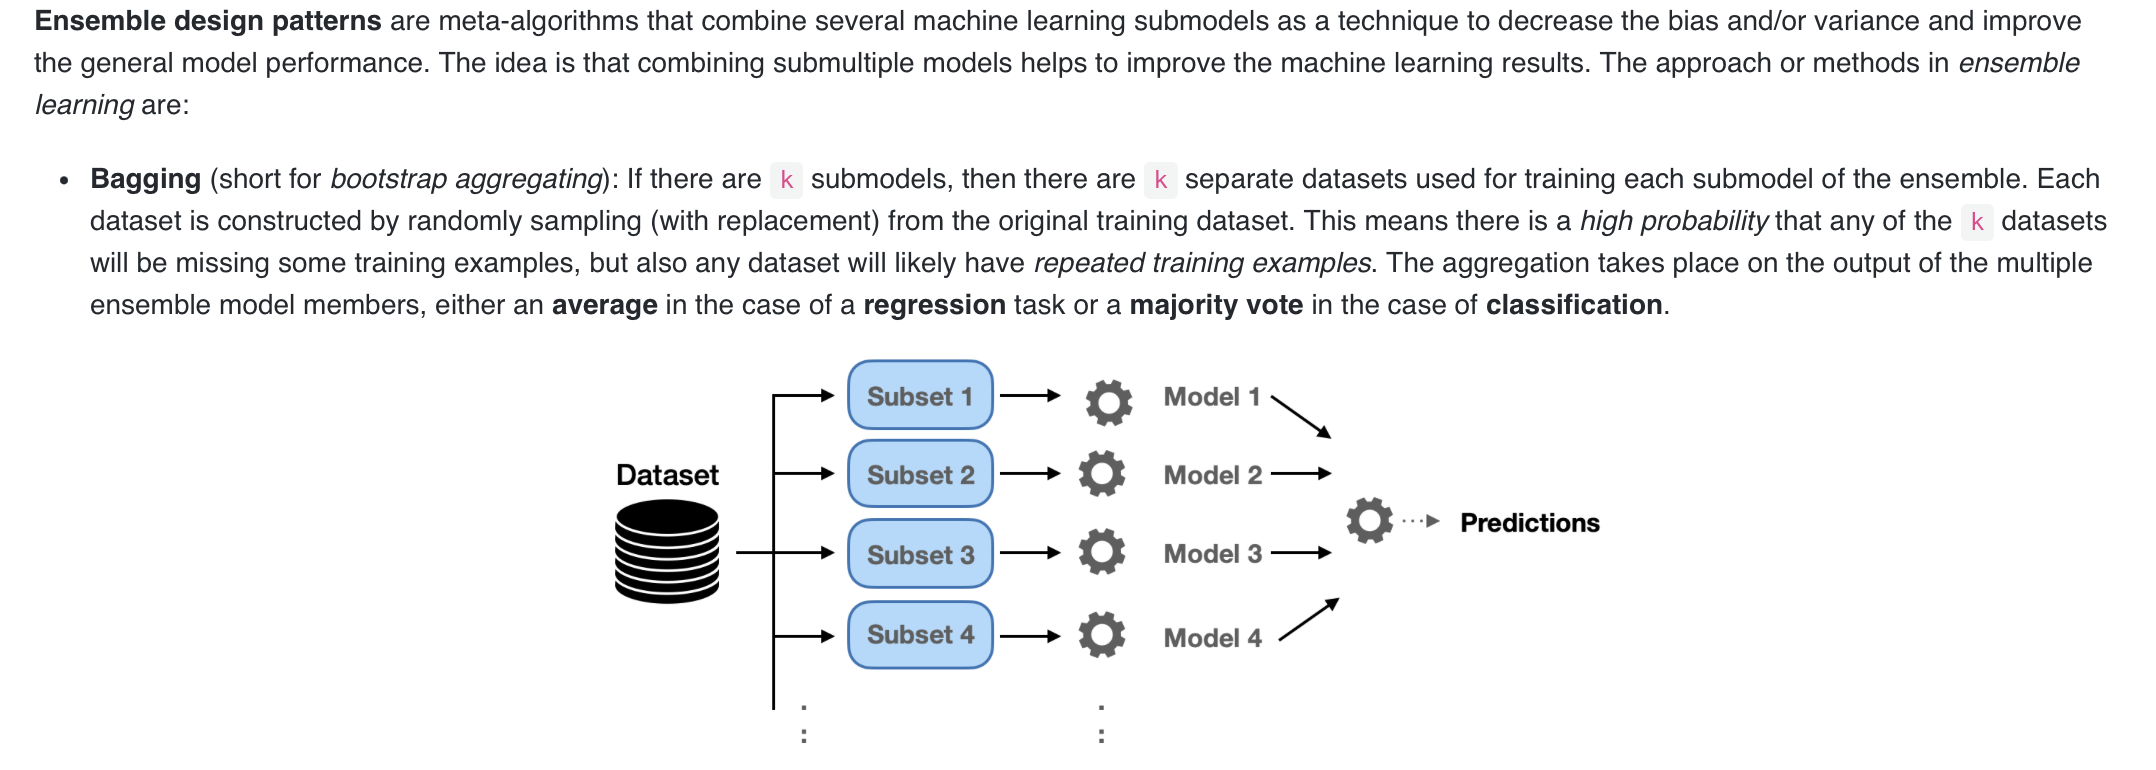 Ensemble design patterns are meta-algorithms that combine several machine learning submodels as a technique to decrease the bias and/or variance and improve
the general model performance. The idea is that combining submultiple models helps to improve the machine learning results. The approach or methods in ensemble
learning are:
• Bagging (short for bootstrap aggregating): If there are k submodels, then there are k separate datasets used for training each submodel of the ensemble. Each
dataset is constructed by randomly sampling (with replacement) from the original training dataset. This means there is a high probability that any of the k datasets
will be missing some training examples, but also any dataset will likely have repeated training examples. The aggregation takes place on the output of the multiple
ensemble model members, either an average in the case of a regression task or a majority vote in the case of classification.
Dataset
Subset 1
Model 1
Subset 2
Model 2
Subset 3
Model 3
Subset 4
Model 4
Predictions